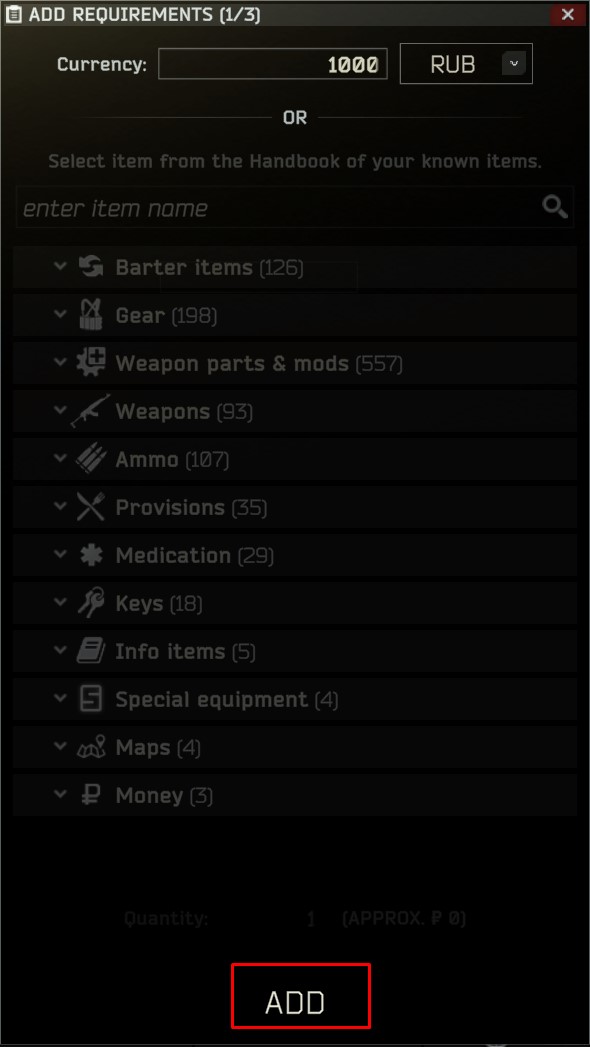 ADD REQUIREMENTS (1/3)
Currency: 1000 RUB
OR
Select item from the Handbook of your known items.
enter item name
Barter items (126)
Gear (198)
Weapon parts & mods (557)
Weapons (93)
Ammo (107)
Provisions (35)
Medication (29)
Keys (18)
Info items (5)
Special equipment (4)
Maps (4)
Money (3)
Quantity: 1 (APPROX. ₽ 0)
ADD